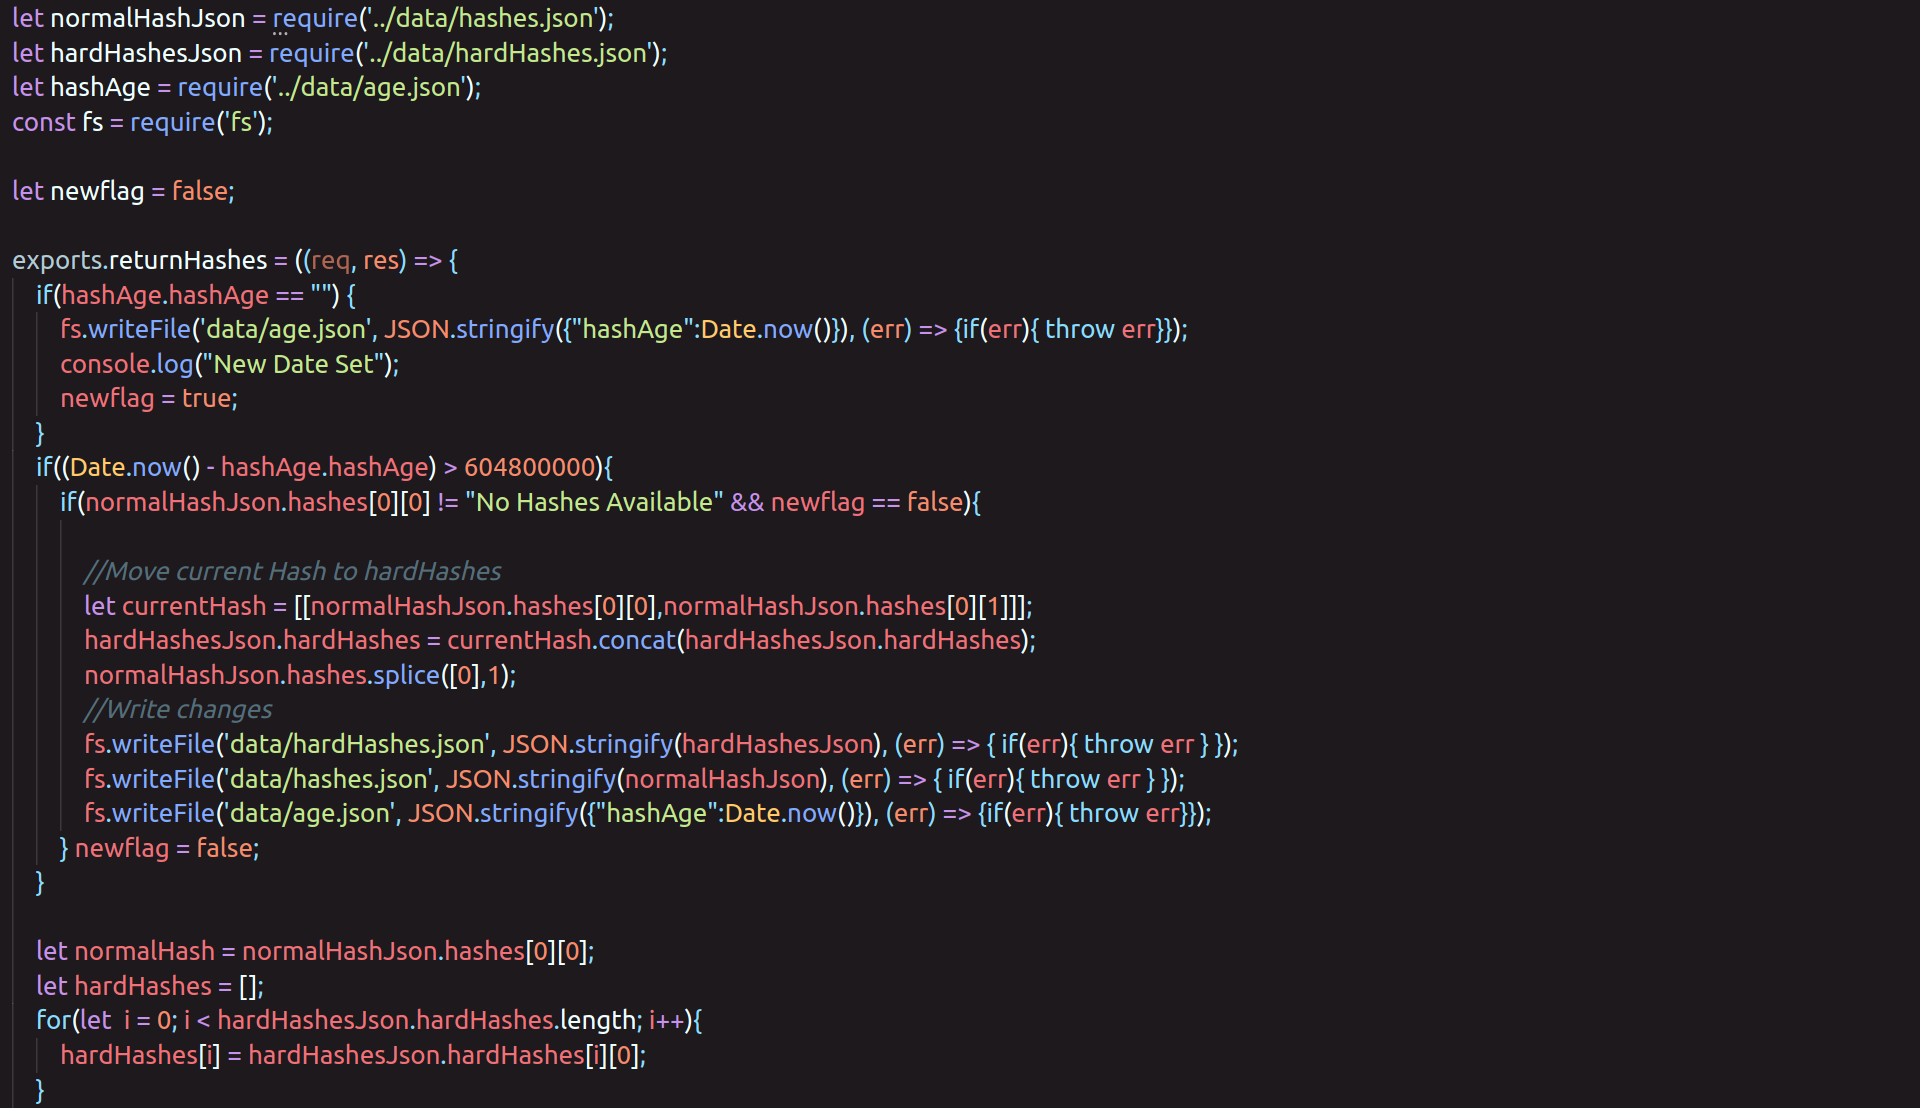 let normalHashJson = require('../data/hashes.json');
let hardHashesJson = require('../data/hardHashes.json');
let hashAge = require('../data/age.json');
const fs = require('fs');
let newflag = false;
exports.returnHashes = ((req, res) => {
if(hashAge.hashAge == "") {
fs.writeFile('data/age.json', JSON.stringify({"hashAge":Date.now()}), (err) => {if(err){ throw err}});
console.log("New Date Set");
newflag = true;
}
if((Date.now() - hashAge.hashAge) > 604800000){
if(normalHashJson.hashes[0][0] != "No Hashes Available" && newflag == false){
//Move current Hash to hardHashes
let currentHash = [[normalHashJson.hashes[0][0],normalHashJson.hashes[0][1]]];
hardHashesJson.hardHashes = currentHash.concat(hardHashesJson.hardHashes);
normalHashJson.hashes.splice([0],1);
//Write changes
fs.writeFile('data/hardHashes.json', JSON.stringify(hardHashesJson), (err) => { if(err){ throw err } });
fs.writeFile('data/hashes.json', JSON.stringify(normalHashJson), (err) => { if(err){ throw err } });
fs.writeFile('data/age.json', JSON.stringify({"hashAge":Date.now()}), (err) => {if(err){ throw err}});
} newflag = false;
}
let normalHash = normalHashJson.hashes[0][0];
let hardHashes = [];
for(let  i = 0; i < hardHashesJson.hardHashes.length; i++){
hardHashes[i] = hardHashesJson.hardHashes[i][0];
}